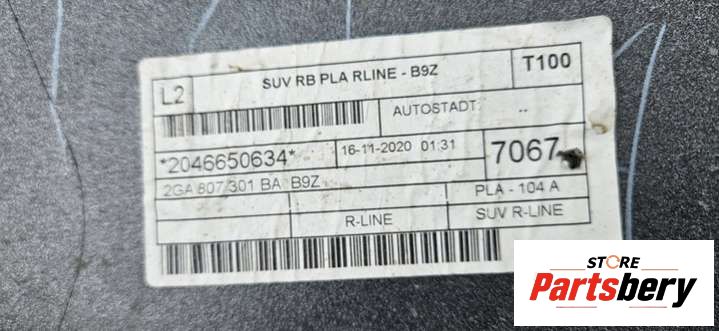 L2 SUV RB PLA RLINE - B9Z T100
AUTOSTADT: ..
*2046650634* 16-11-2020 01:31 7067
2GA 807 301 BA B9Z PLA - 104 A
R-LINE SUV R-LINE
STORE
Partsbery